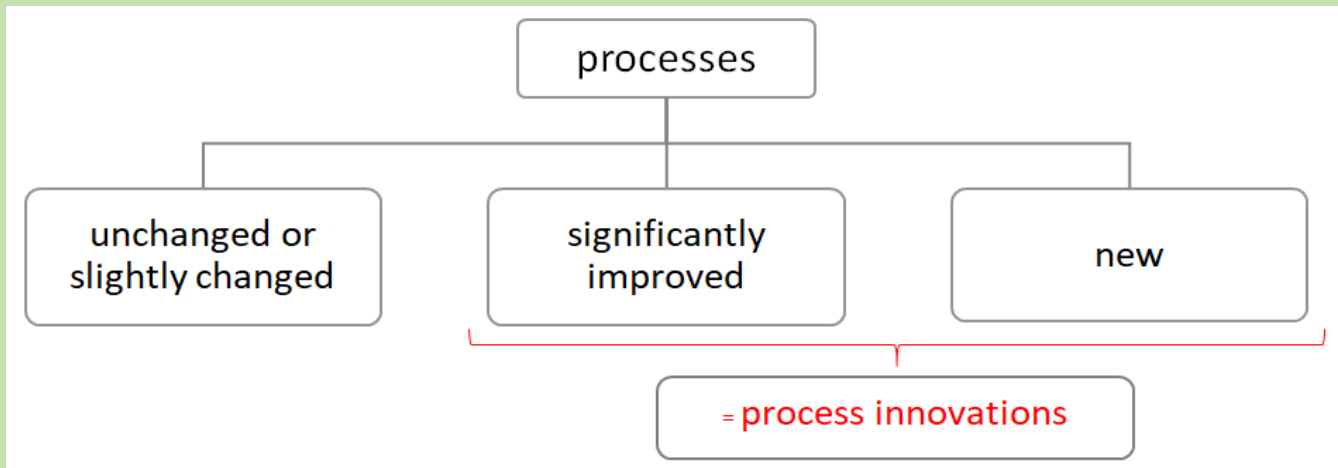 processes
unchanged or
slightly changed
significantly
improved
new
= process innovations